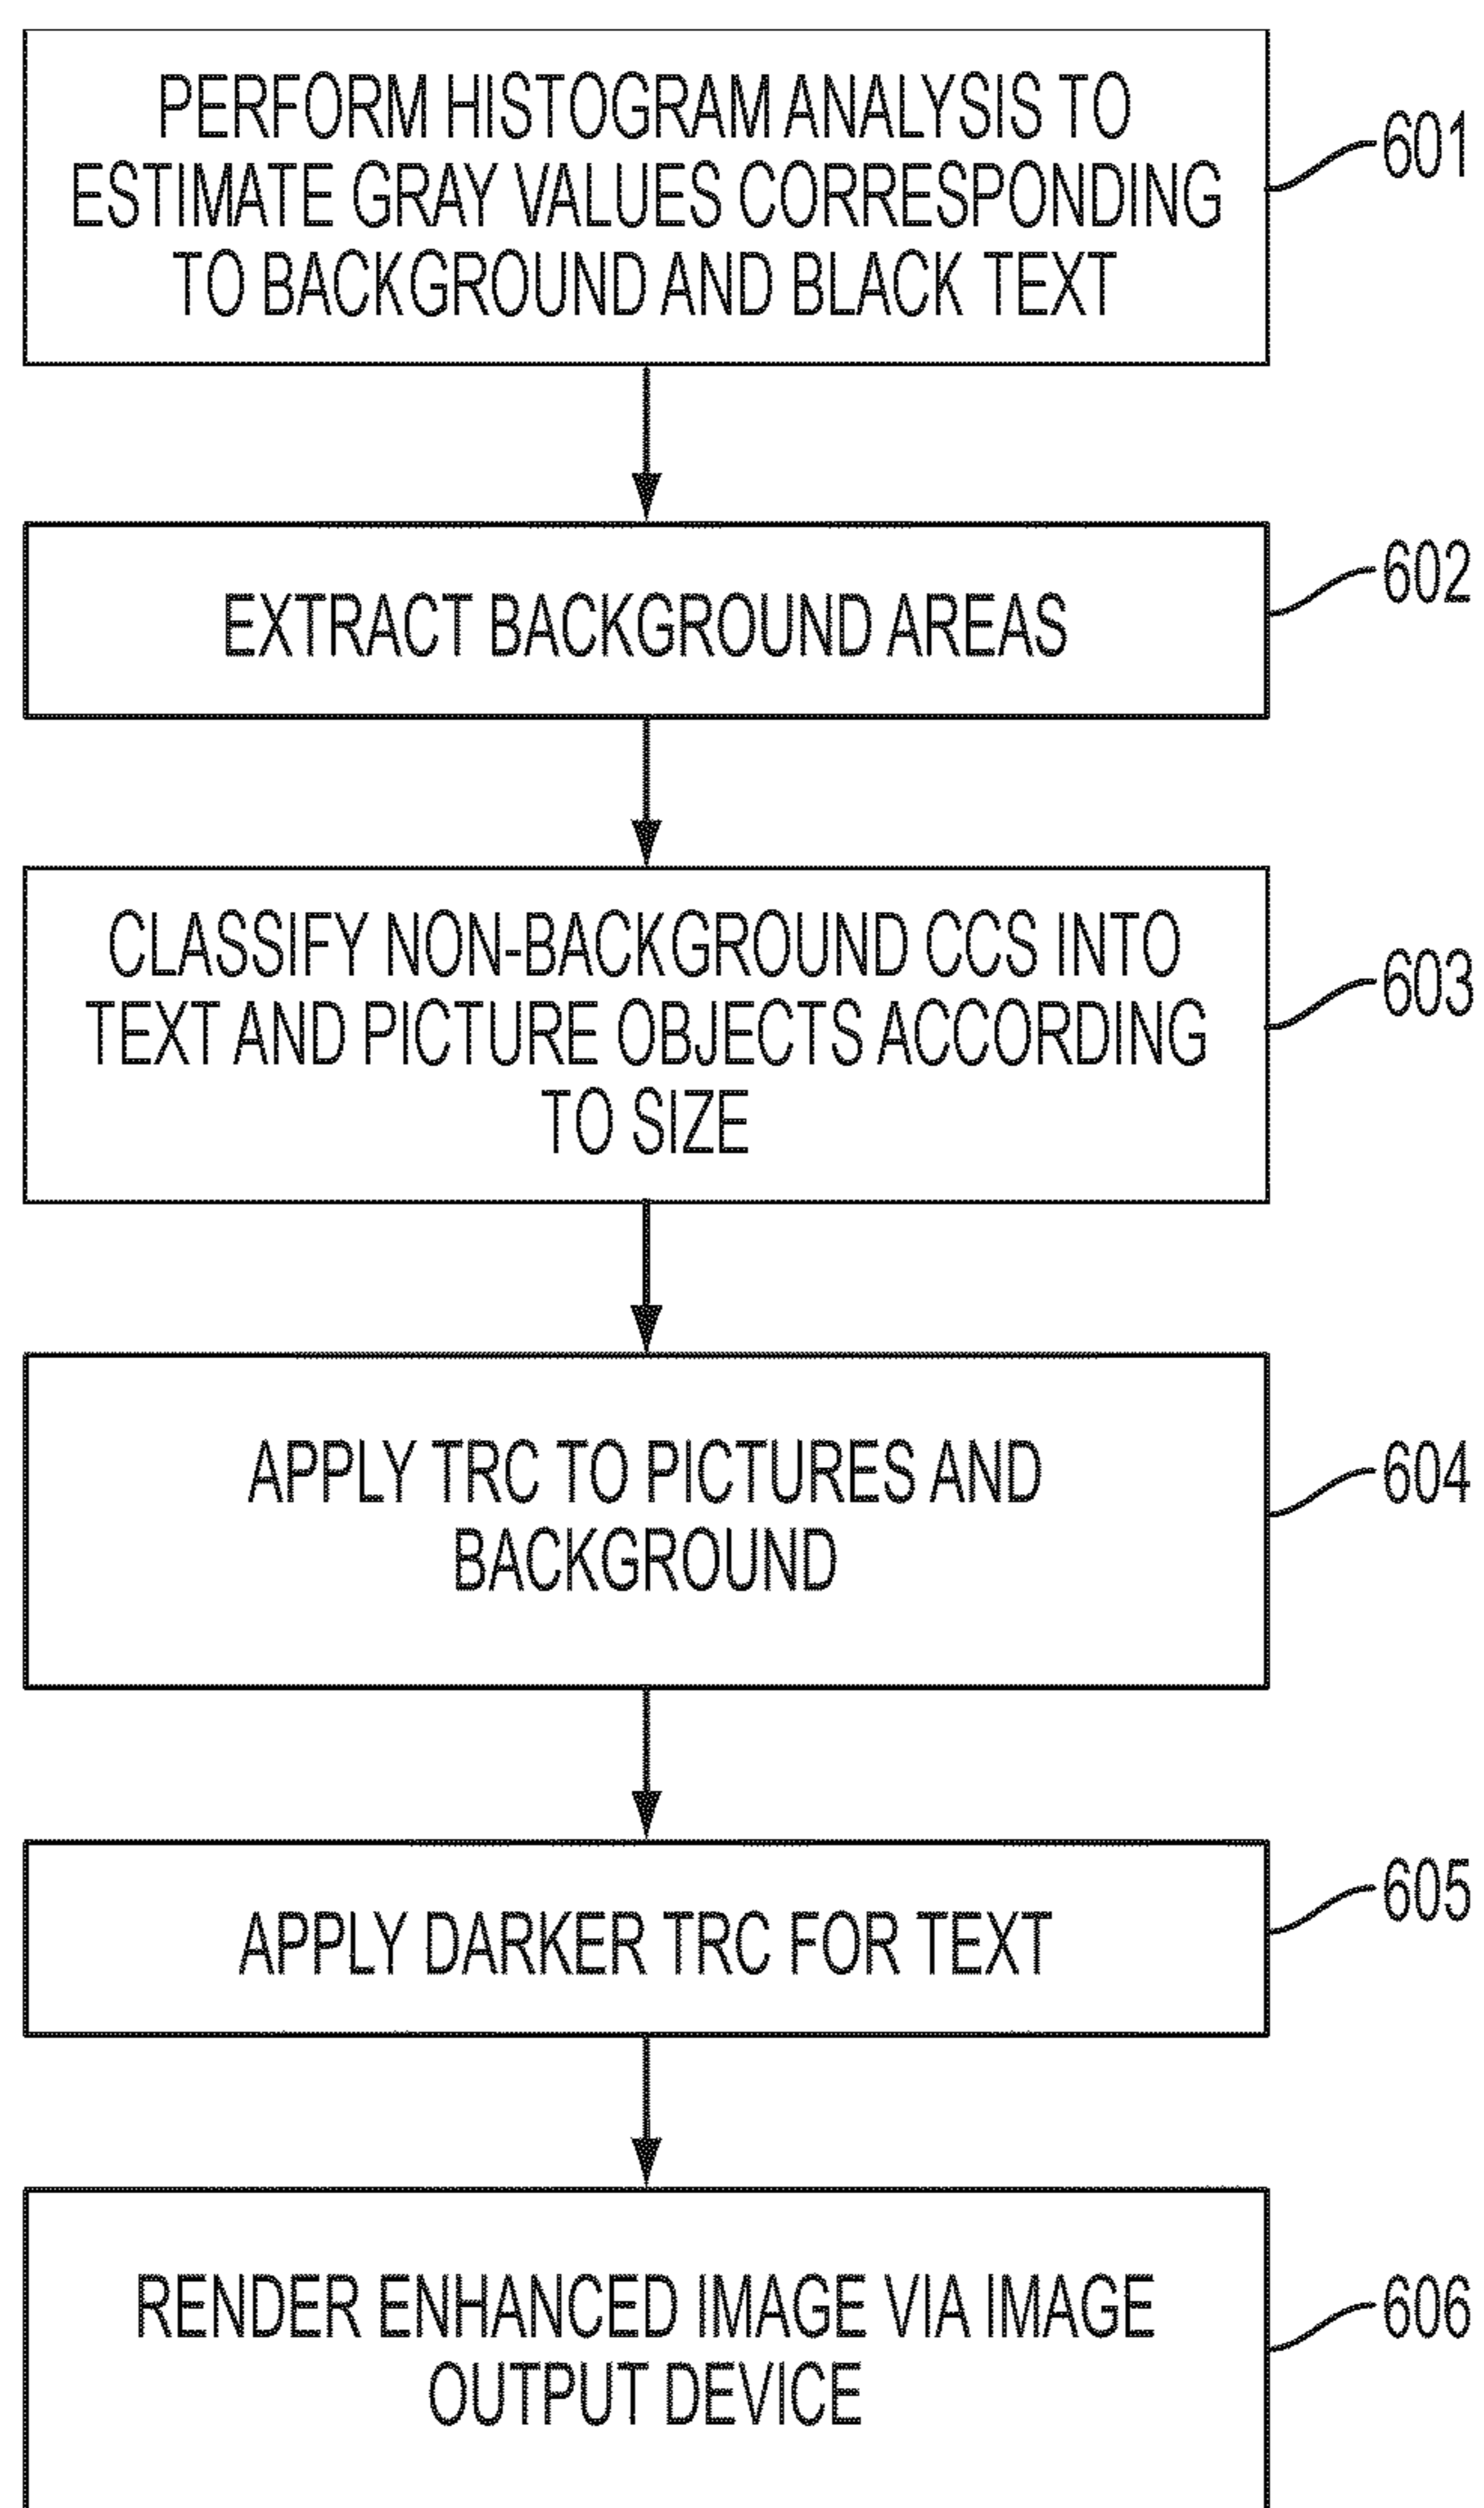 PERFORM HISTOGRAM ANALYSIS TO
ESTIMATE GRAY VALUES CORRESPONDING
TO BACKGROUND AND BLACK TEXT
601
EXTRACT BACKGROUND AREAS
602
CLASSIFY NON-BACKGROUND CCS INTO
TEXT AND PICTURE OBJECTS ACCORDING
TO SIZE
603
APPLY TRC TO PICTURES AND
BACKGROUND
604
APPLY DARKER TRC FOR TEXT
605
RENDER ENHANCED IMAGE VIA IMAGE
OUTPUT DEVICE
606